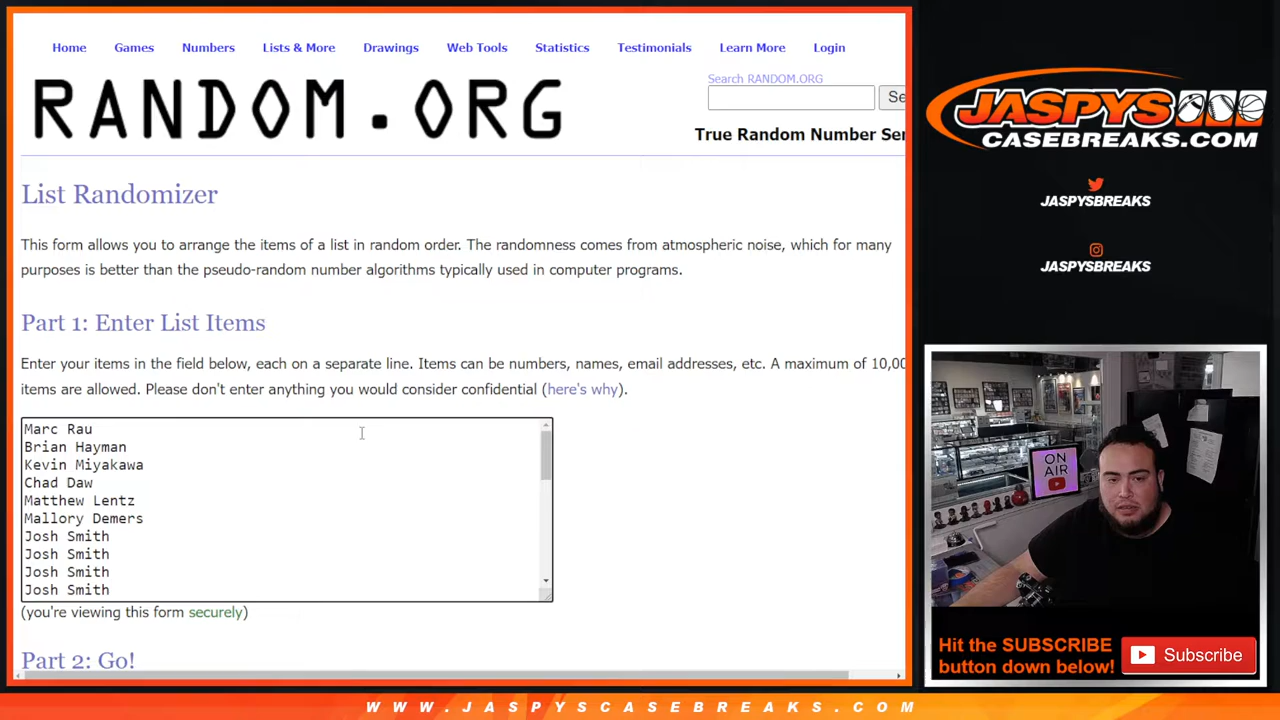 Home Games Numbers Lists & More Drawings Web Tools Statistics Testimonials Learn More Login
RANDOM.ORG
Search RANDOM.ORG
Se
True Random Number Ser
List Randomizer
This form allows you to arrange the items of a list in random order. The randomness comes from atmospheric noise, which for many
purposes is better than the pseudo-random number algorithms typically used in computer programs.
Part 1: Enter List Items
Enter your items in the field below, each on a separate line. Items can be numbers, names, email addresses, etc. A maximum of 10,00
items are allowed. Please don't enter anything you would consider confidential (here's why).
Marc Rau
Brian Hayman
Kevin Miyakawa
Chad Daw
Matthew Lentz
Mallory Demers
Josh Smith
Josh Smith
Josh Smith
Josh Smith
(you're viewing this form securely)
Part 2: Go!
JASPYS
CASEBREAKS.COM
JASPYSBREAKS
JASPYSBREAKS
ON
AIR
Hit the SUBSCRIBE
button down below!
Subscribe
WWW.JASPYSCASEBREAKS.COM